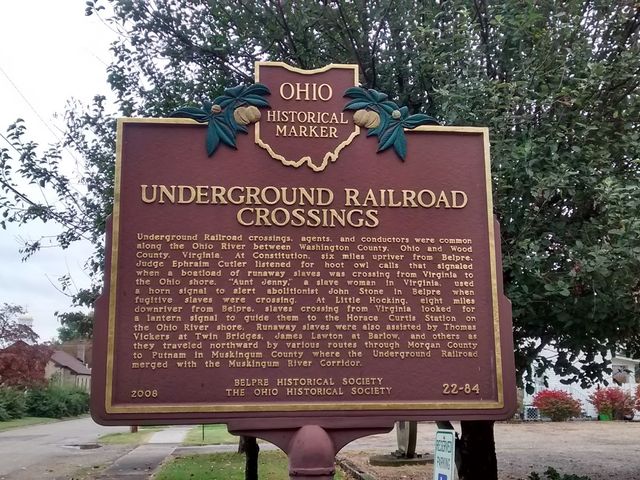 OHIO
HISTORICAL
MARKER
UNDERGROUND RAILROAD
CROSSINGS
Underground Railroad crossings, agents, and conductors were common
along the Ohio River between Washington County, Ohio and Wood
County, Virginia. At Constitution, six miles upriver from Belpre,
Judge Ephraim Cutler listened for hoot owl calls that signaled
when a boatload of runaway slaves was crossing from Virginia to
the Ohio shore. "Aunt Jenny," a slave woman in Virginia, used
a horn signal to alert abolitionist John Stone in Belpre when
fugitive slaves were crossing. At Little Hocking, eight miles
downriver from Belpre, slaves crossing from Virginia looked for
a lantern signal to guide them to the Horace Curtis Station on
the Ohio River shore. Runaway slaves were also assisted by Thomas
Vickers at Twin Bridges, James Lawton at Barlow, and others as
they traveled northward by various routes through Morgan County
to Putnam in Muskingum County where the Underground Railroad
merged with the Muskingum River Corridor.
BELPRE HISTORICAL SOCIETY
2008 THE OHIO HISTORICAL SOCIETY 22-84
RESERVED
PARKING